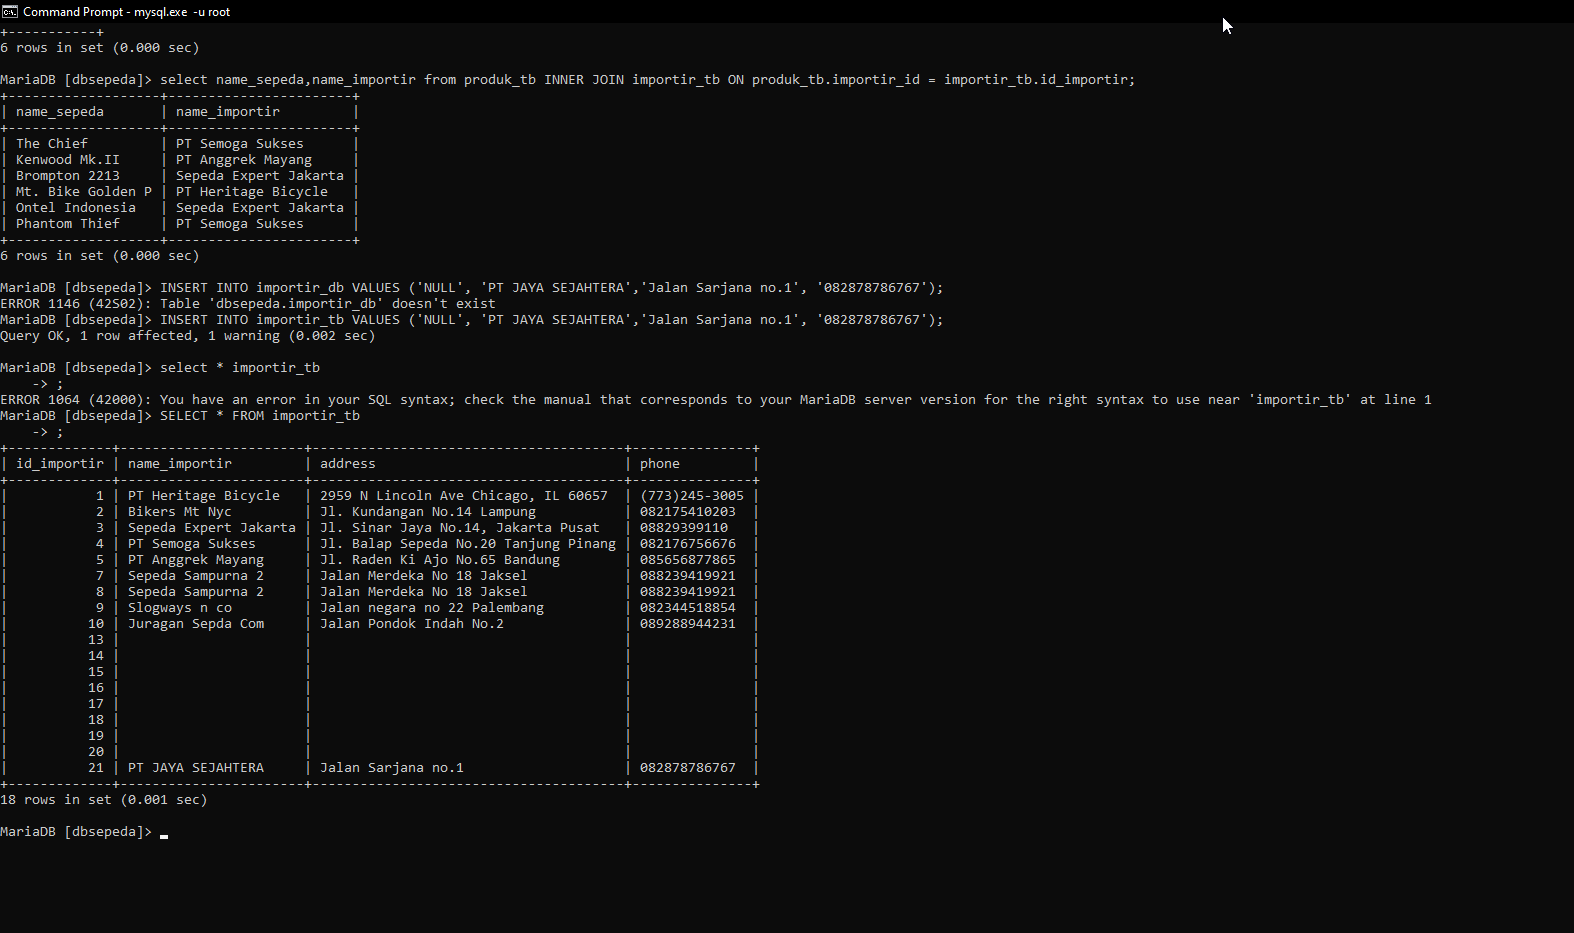 Command Prompt - mysql.exe -u root
+-----------+
6 rows in set (0.000 sec)
MariaDB [dbsepeda]> select name_sepeda,name_importir from produk_tb INNER JOIN importir_tb ON produk_tb.importir_id = importir_tb.id_importir;
+-------------------+-----------------------+
| name_sepeda       | name_importir         |
+-------------------+-----------------------+
| The Chief         | PT Semoga Sukses      |
| Kenwood Mk.II     | PT Anggrek Mayang     |
| Brompton 2213     | Sepeda Expert Jakarta |
| Mt. Bike Golden P | PT Heritage Bicycle   |
| Ontel Indonesia   | Sepeda Expert Jakarta |
| Phantom Thief     | PT Semoga Sukses      |
+-------------------+-----------------------+
6 rows in set (0.000 sec)
MariaDB [dbsepeda]> INSERT INTO importir_db VALUES ('NULL', 'PT JAYA SEJAHTERA','Jalan Sarjana no.1', '082878786767');
ERROR 1146 (42S02): Table 'dbsepeda.importir_db' doesn't exist
MariaDB [dbsepeda]> INSERT INTO importir_tb VALUES ('NULL', 'PT JAYA SEJAHTERA','Jalan Sarjana no.1', '082878786767');
Query OK, 1 row affected, 1 warning (0.002 sec)
MariaDB [dbsepeda]> select * importir_tb
    -> ;
ERROR 1064 (42000): You have an error in your SQL syntax; check the manual that corresponds to your MariaDB server version for the right syntax to use near 'importir_tb' at line 1
MariaDB [dbsepeda]> SELECT * FROM importir_tb
    -> ;
+-------------+-----------------------+---------------------------------------+---------------+
| id_importir | name_importir         | address                               | phone         |
+-------------+-----------------------+---------------------------------------+---------------+
|           1 | PT Heritage Bicycle   | 2959 N Lincoln Ave Chicago, IL 60657  | (773)245-3005 |
|           2 | Bikers Mt Nyc         | Jl. Kundangan No.14 Lampung           | 082175410203  |
|           3 | Sepeda Expert Jakarta | Jl. Sinar Jaya No.14, Jakarta Pusat   | 08829399110   |
|           4 | PT Semoga Sukses      | Jl. Balap Sepeda No.20 Tanjung Pinang | 082176756676  |
|           5 | PT Anggrek Mayang     | Jl. Raden Ki Ajo No.65 Bandung        | 085656877865  |
|           7 | Sepeda Sampurna 2     | Jalan Merdeka No 18 Jaksel            | 088239419921  |
|           8 | Sepeda Sampurna 2     | Jalan Merdeka No 18 Jaksel            | 088239419921  |
|           9 | Slogways n co         | Jalan negara no 22 Palembang          | 082344518854  |
|          10 | Juragan Sepda Com     | Jalan Pondok Indah No.2               | 089288944231  |
|          13 |                       |                                       |               |
|          14 |                       |                                       |               |
|          15 |                       |                                       |               |
|          16 |                       |                                       |               |
|          17 |                       |                                       |               |
|          18 |                       |                                       |               |
|          19 |                       |                                       |               |
|          20 |                       |                                       |               |
|          21 | PT JAYA SEJAHTERA     | Jalan Sarjana no.1                    | 082878786767  |
+-------------+-----------------------+---------------------------------------+---------------+
18 rows in set (0.001 sec)
MariaDB [dbsepeda]>